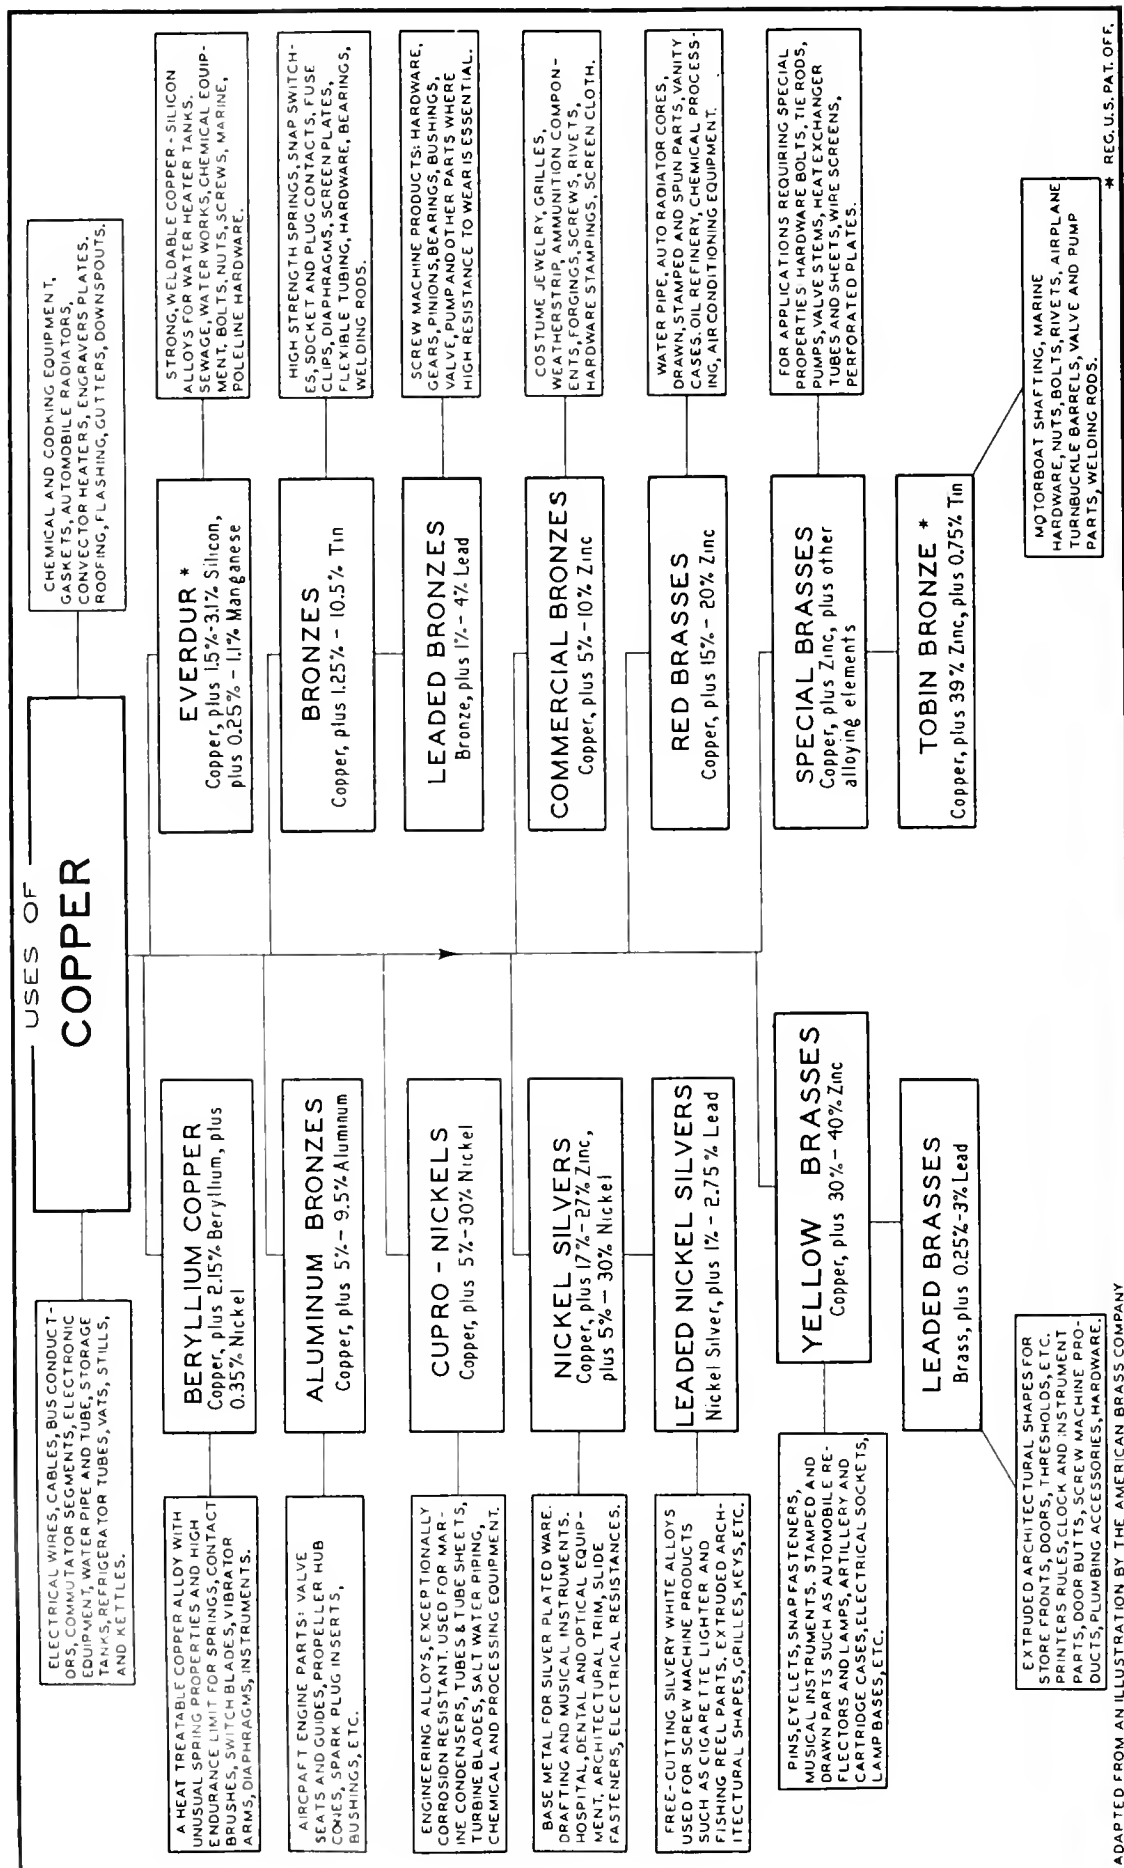 USES OF
COPPER
ELECTRICAL WIRES, CABLES, BUS CONDUCT-
ORS, COMMUTATOR SEGMENTS, ELECTRONIC
EQUIPMENT, WATER PIPE AND TUBE, STORAGE
TANKS, REFRIGERATOR TUBES, VATS, STILLS,
AND KETTLES.
CHEMICAL AND COOKING EQUIPMENT,
GASKETS, AUTOMOBILE RADIATORS,
CONVECTOR HEATERS, ENGRAVERS PLATES.
ROOFING, FLASHING, GUTTERS, DOWNSPOUTS.
A HEAT TREATABLE COPPER ALLOY WITH
UNUSUAL SPRING PROPERTIES AND HIGH
ENDURANCE LIMIT FOR SPRINGS, CONTACT
BRUSHES, SWITCH BLADES, VIBRATOR
ARMS, DIAPHRAGMS, INSTRUMENTS.
BERYLLIUM COPPER
Copper, plus 2.15% Beryllium, plus
0.35% Nickel
EVERDUR *
Copper, plus 1.5%-3.1% Silicon,
plus 0.25% - 1.1% Manganese
STRONG, WELDABLE COPPER - SILICON
ALLOYS FOR WATER HEATER TANKS.
SEWAGE, WATER WORKS, CHEMICAL EQUIP-
MENT. BOLTS, NUTS, SCREWS, MARINE,
POLELINE HARDWARE.
AIRCPAFT ENGINE PARTS: VALVE
SEATS AND GUIDES, PROPELLER HUB
CONES, SPARK PLUG INSERTS,
BUSHINGS, ETC.
ALUMINUM BRONZES
Copper, plus 5% - 9.5% Aluminum
BRONZES
Copper, plus 1.25% - 10.5% Tin
HIGH STRENGTH SPRINGS, SNAP SWITCH-
ES, SOCKET AND PLUG CONTACTS, FUSE
CLIPS, DIAPHRAGMS, SCREEN PLATES,
FLEXIBLE TUBING, HARDWARE, BEARINGS,
WELDING RODS.
ENGINEERING ALLOYS, EXCEPTIONALLY
CORROSION RESISTANT. USED FOR MAR-
INE CONDENSERS, TUBES & TUBE SHEETS,
TURBINE BLADES, SALT WATER PIPING,
CHEMICAL AND PROCESSING EQUIPMENT.
CUPRO - NICKELS
Copper, plus 5%-30% Nickel
LEADED BRONZES
Bronze, plus 1% - 4% Lead
SCREW MACHINE PRODUCTS: HARDWARE,
GEARS, PINIONS, BEARINGS, BUSHINGS,
VALVE, PUMP AND OTHER PARTS WHERE
HIGH RESISTANCE TO WEAR IS ESSENTIAL.
BASE METAL FOR SILVER PLATED WARE.
DRAFTING AND MUSICAL INSTRUMENTS.
HOSPITAL, DENTAL AND OPTICAL EQUIP-
MENT, ARCHITECTURAL TRIM, SLIDE
FASTENERS, ELECTRICAL RESISTANCES.
NICKEL SILVERS
Copper, plus 17%-27% Zinc,
plus 5% - 30% Nickel
COMMERCIAL BRONZES
Copper, plus 5% - 10% Zinc
COSTUME JEWELRY, GRILLES,
WEATHERSTRIP, AMMUNITION COMPON-
ENTS, FORGINGS, SCREWS, RIVETS,
HARDWARE STAMPINGS, SCREEN CLOTH.
FREE-CUTTING SILVERY WHITE ALLOYS
USED FOR SCREW MACHINE PRODUCTS
SUCH AS CIGARETTE LIGHTER AND
FISHING REEL PARTS. EXTRUDED ARCH-
ITECTURAL SHAPES, GRILLES, KEYS, ETC.
LEADED NICKEL SILVERS
Nickel Silver, plus 1% - 2.75% Lead
RED BRASSES
Copper, plus 15% - 20% Zinc
WATER PIPE, AUTO RADIATOR CORES,
DRAWN, STAMPED AND SPUN PARTS, VANITY
CASES. OIL REFINERY, CHEMICAL PROCESS-
ING, AIR CONDITIONING EQUIPMENT.
PINS, EYELETS, SNAP FASTENERS,
MUSICAL INSTRUMENTS. STAMPED AND
DRAWN PARTS SUCH AS AUTOMOBILE RE-
FLECTORS AND LAMPS, ARTILLERY AND
CARTRIDGE CASES, ELECTRICAL SOCKETS,
LAMP BASES, ETC.
YELLOW BRASSES
Copper, plus 30% - 40% Zinc
SPECIAL BRASSES
Copper, plus Zinc, plus other
alloying elements
FOR APPLICATIONS REQUIRING SPECIAL
PROPERTIES: HARDWARE BOLTS, TIE RODS,
PUMPS, VALVE STEMS, HEAT EXCHANGER
TUBES AND SHEETS, WIRE SCREENS,
PERFORATED PLATES.
EXTRUDED ARCHITECTURAL SHAPES FOR
STORE FRONTS, DOORS, THRESHOLDS, ETC.
PRINTERS RULES, CLOCK AND INSTRUMENT
PARTS, DOOR BUTTS, SCREW MACHINE PRO-
DUCTS, PLUMBING ACCESSORIES, HARDWARE.
LEADED BRASSES
Brass, plus 0.25%-3% Lead
TOBIN BRONZE *
Copper, plus 39% Zinc, plus 0.75% Tin
MOTORBOAT SHAFTING, MARINE
HARDWARE, NUTS, BOLTS, RIVETS, AIRPLANE
TURNBUCKLE BARRELS, VALVE AND PUMP
PARTS, WELDING RODS.
ADAPTED FROM AN ILLUSTRATION BY THE AMERICAN BRASS COMPANY
* REG. U.S. PAT. OFF.